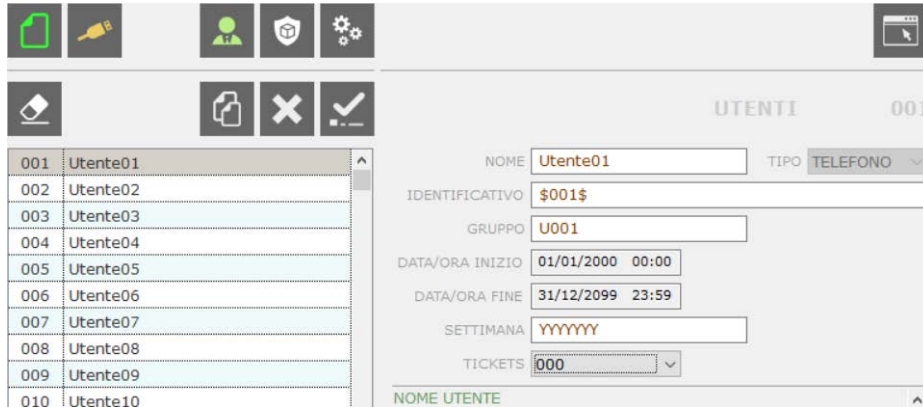 UTENTI 001
001 Utente01
002 Utente02
003 Utente03
004 Utente04
005 Utente05
006 Utente06
007 Utente07
008 Utente08
009 Utente09
010 Utente10
NOME Utente01 TIPO TELEFONO
IDENTIFICATIVO $001$
GRUPPO U001
DATA/ORA INIZIO 01/01/2000 00:00
DATA/ORA FINE 31/12/2099 23:59
SETTIMANA YYYYYYY
TICKETS 000
NOME UTENTE